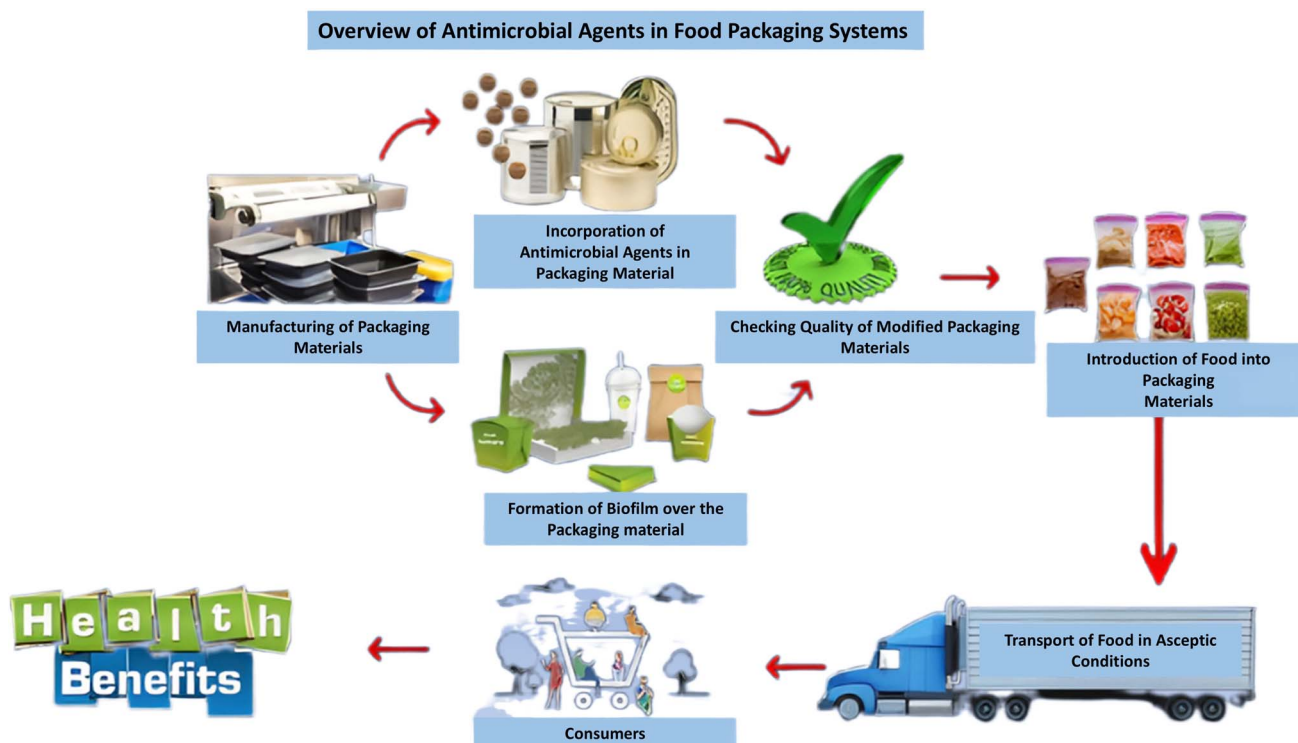 Overview of Antimicrobial Agents in Food Packaging Systems
Incorporation of
Antimicrobial Agents in
Packaging Material
Manufacturing of Packaging
Materials
100% QUALITY
Checking Quality of Modified Packaging
Materials
Introduction of Food into
Packaging
Materials
Formation of Biofilm over the
Packaging material
Health
Benefits
Consumers
Transport of Food in Asceptic
Conditions